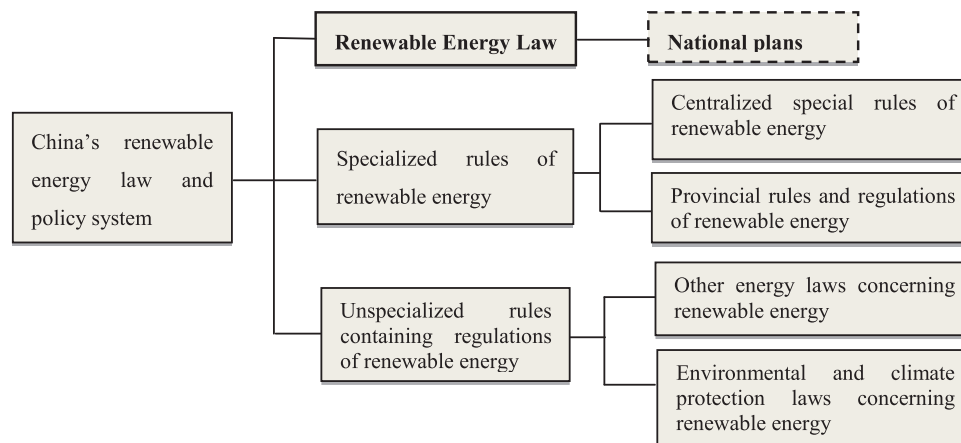 Renewable Energy Law
National plans
China’s renewable
energy law and
policy system
Specialized rules of
renewable energy
Centralized special rules of
renewable energy
Provincial rules and regulations
of renewable energy
Unspecialized rules
containing regulations
of renewable energy
Other energy laws concerning
renewable energy
Environmental and climate
protection laws concerning
renewable energy